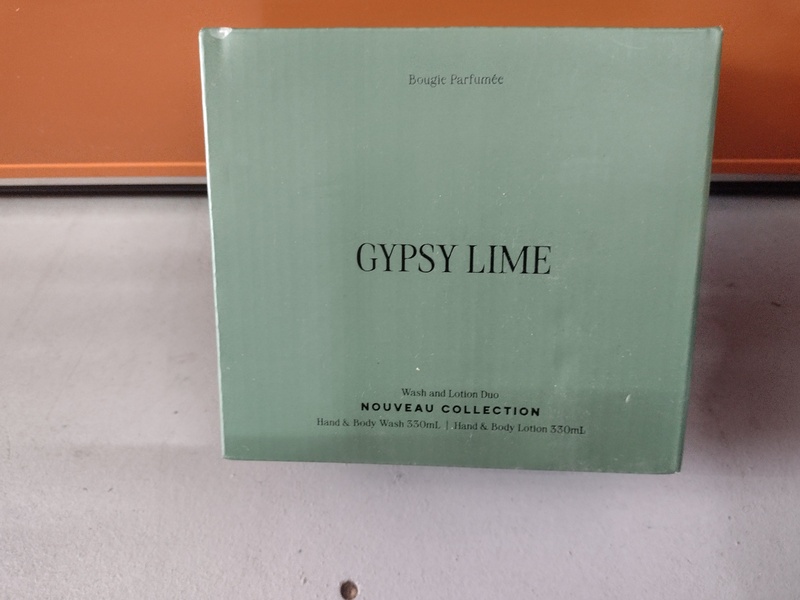 Bougie Parfumée
GYPSY LIME
Wash and Lotion Duo
NOUVEAU COLLECTION
Hand & Body Wash 330mL | Hand & Body Lotion 330mL